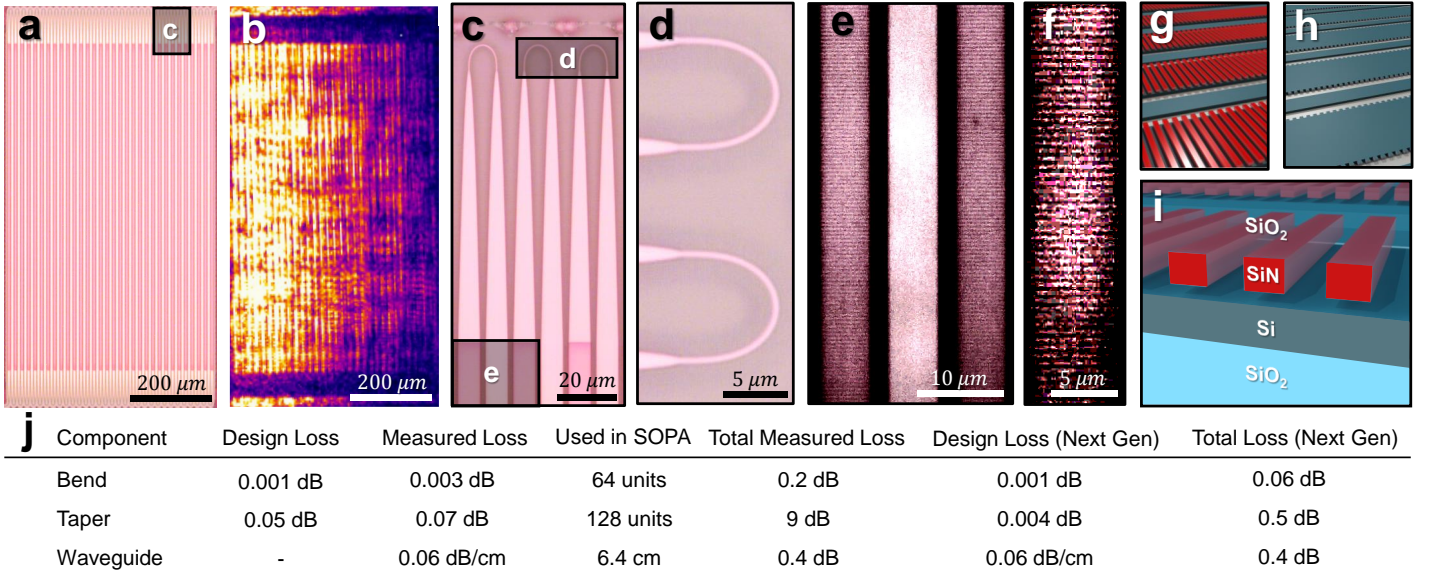 a
c
200 μm
b
200 μm
c
d
e
20 μm
d
5 μm
e
10 μm
f
5 μm
g
h
i
SiO₂
SiN
Si
SiO₂
j
Component Design Loss Measured Loss Used in SOPA Total Measured Loss Design Loss (Next Gen) Total Loss (Next Gen)
Bend 0.001 dB 0.003 dB 64 units 0.2 dB 0.001 dB 0.06 dB
Taper 0.05 dB 0.07 dB 128 units 9 dB 0.004 dB 0.5 dB
Waveguide - 0.06 dB/cm 6.4 cm 0.4 dB 0.06 dB/cm 0.4 dB